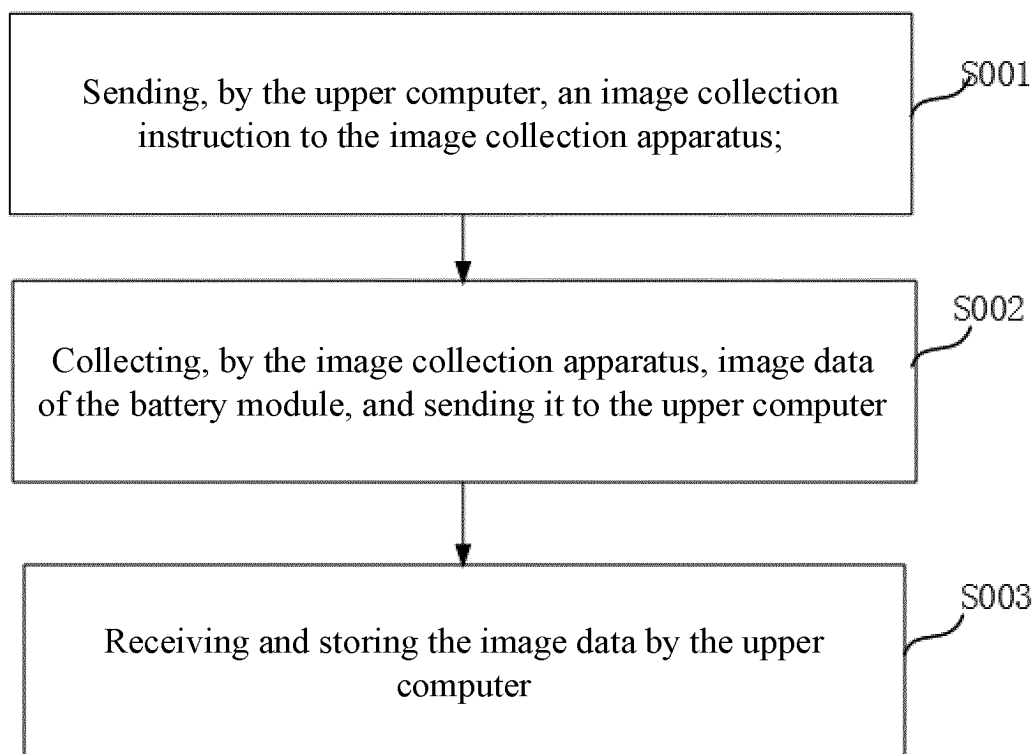 Sending, by the upper computer, an image collection
instruction to the image collection apparatus;
S001
Collecting, by the image collection apparatus, image data
of the battery module, and sending it to the upper computer
S002
Receiving and storing the image data by the upper
computer
S003